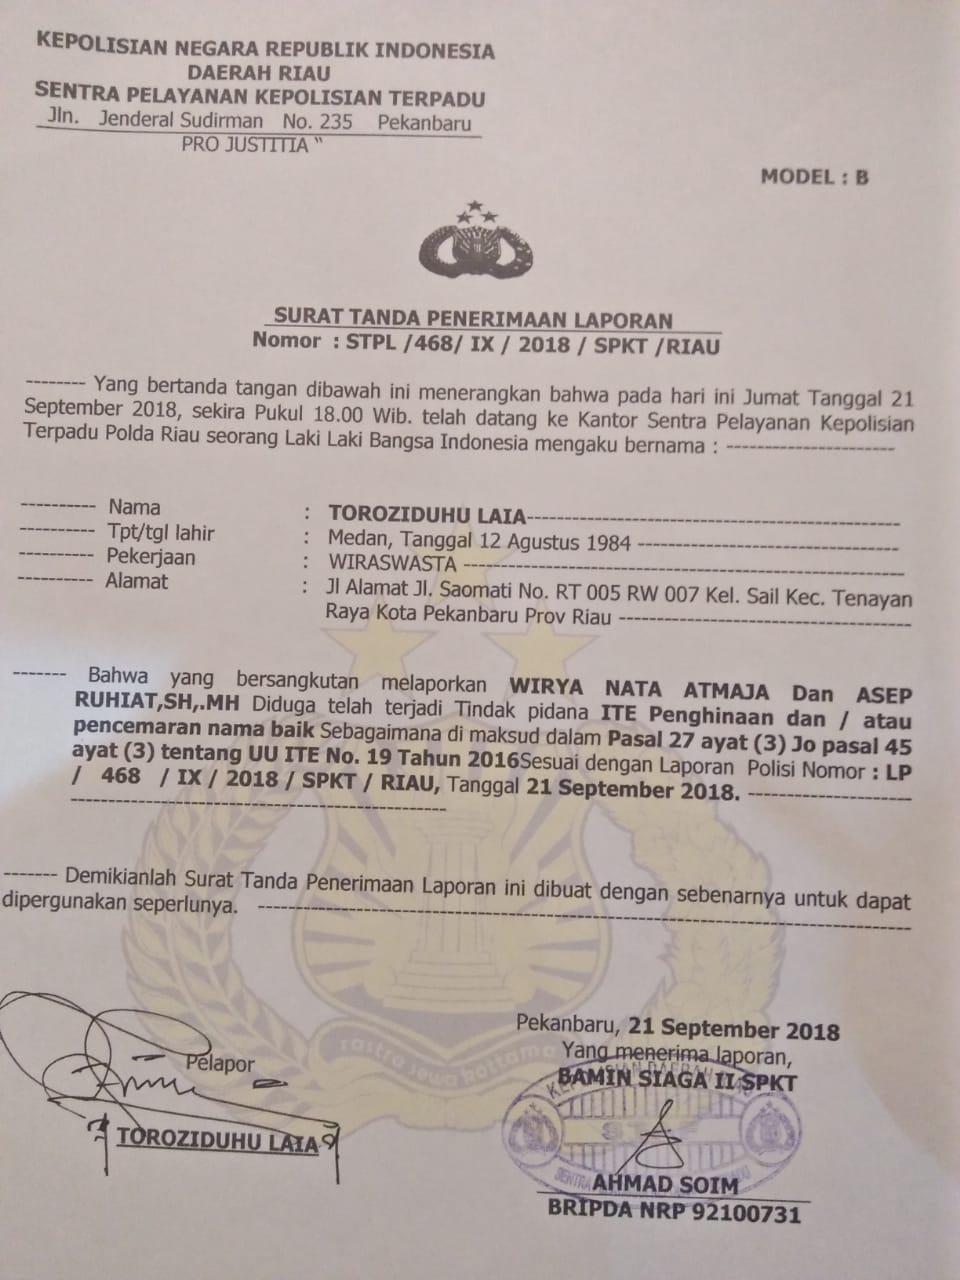 KEPOLISIAN NEGARA REPUBLIK INDONESIA
DAERAH RIAU
SENTRA PELAYANAN KEPOLISIAN TERPADU
Jln. Jenderal Sudirman No. 235 Pekanbaru
PRO JUSTITIA "
MODEL : B
SURAT TANDA PENERIMAAN LAPORAN
Nomor : STPL /468/ IX / 2018 / SPKT /RIAU
-------- Yang bertanda tangan dibawah ini menerangkan bahwa pada hari ini Jumat Tanggal 21
September 2018, sekira Pukul 18.00 Wib. telah datang ke Kantor Sentra Pelayanan Kepolisian
Terpadu Polda Riau seorang Laki Laki Bangsa Indonesia mengaku bernama : -----------------------
---------- Nama : TOROZIDUHU LAIA--------------------------------------------------
---------- Tpt/tgl lahir : Medan, Tanggal 12 Agustus 1984 -----------------------------------
---------- Pekerjaan : WIRASWASTA -----------------------------------------------------------
---------- Alamat : Jl Alamat Jl. Saomati No. RT 005 RW 007 Kel. Sail Kec. Tenayan
Raya Kota Pekanbaru Prov Riau ---------------------------------------
------- Bahwa yang bersangkutan melaporkan WIRYA NATA ATMAJA Dan ASEP
RUHIAT,SH,.MH Diduga telah terjadi Tindak pidana ITE Penghinaan dan / atau
pencemaran nama baik Sebagaimana di maksud dalam Pasal 27 ayat (3) Jo pasal 45
ayat (3) tentang UU ITE No. 19 Tahun 2016Sesuai dengan Laporan Polisi Nomor : LP
/ 468 / IX / 2018 / SPKT / RIAU, Tanggal 21 September 2018. ----------------------
---------------------------------------------------
------- Demikianlah Surat Tanda Penerimaan Laporan ini dibuat dengan sebenarnya untuk dapat
dipergunakan seperlunya. --------------------------------------------------------------------------------
rastra sewa kottama
Pekanbaru, 21 September 2018
Yang menerima laporan,
BAMIN SIAGA II SPKT
Pelapor
TOROZIDUHU LAIA
AHMAD SOIM
BRIPDA NRP 92100731